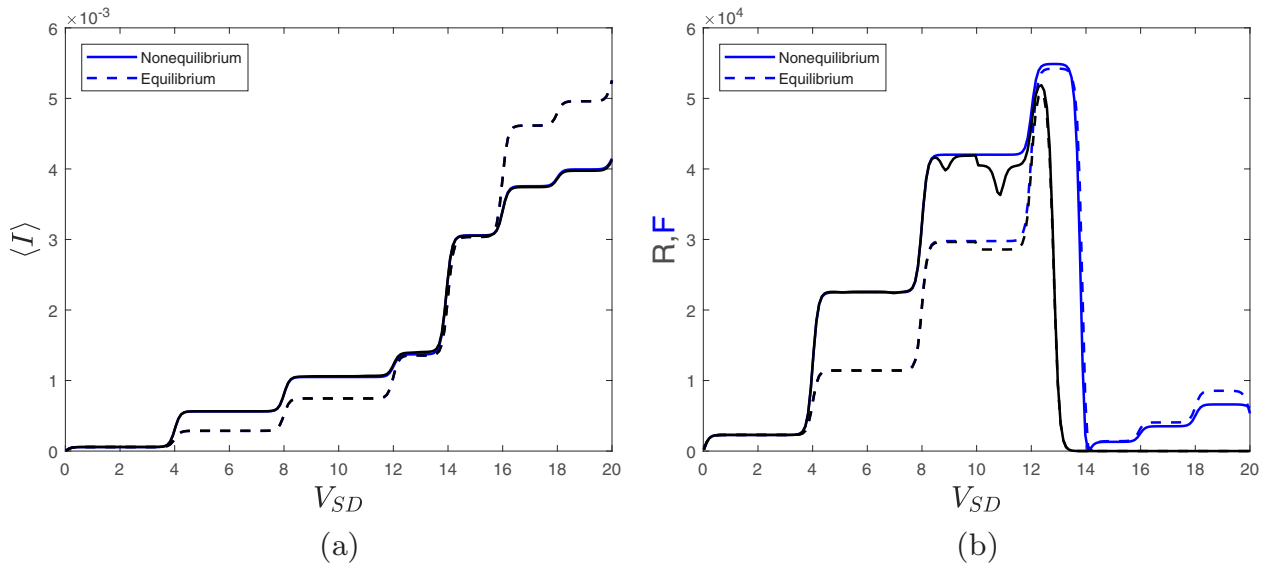 ×10⁻³
6
5
4
3
2
1
0
⟨I⟩
Nonequilibrium
Equilibrium
0 2 4 6 8 10 12 14 16 18 20
V_SD
(a)
×10⁴
6
5
4
3
2
1
0
R,F
Nonequilibrium
Equilibrium
0 2 4 6 8 10 12 14 16 18 20
V_SD
(b)